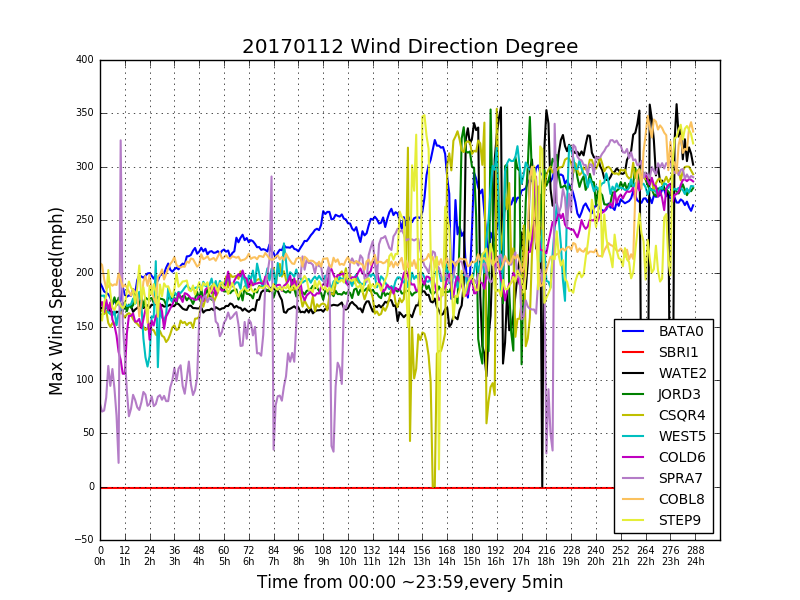 20170112 Wind Direction Degree
Max Wind Speed(mph)
400
350
300
250
200
150
100
50
0
−50
BATA0
SBRI1
WATE2
JORD3
CSQR4
WEST5
COLD6
SPRA7
COBL8
STEP9
0 12 24 36 48 60 72 84 96 108 120 132 144 156 168 180 192 204 216 228 240 252 264 276 288
0h 1h 2h 3h 4h 5h 6h 7h 8h 9h 10h 11h 12h 13h 14h 15h 16h 17h 18h 19h 20h 21h 22h 23h 24h
Time from 00:00 ~23:59,every 5min